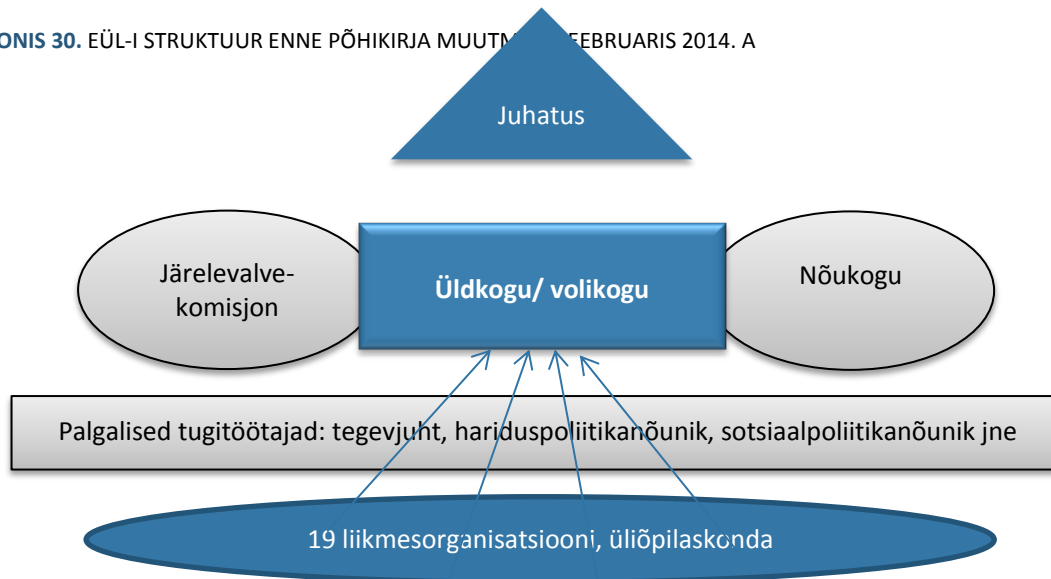 ONIS 30. EÜL-I STRUKTUUR ENNE PÕHIKIRJA MUUTM EBRUARIS 2014. A
Juhatus
Järelevalve-
komisjon
Üldkogu/ volikogu
Nõukogu
Palgalised tugitöötajad: tegevjuht, hariduspoliitikanõunik, sotsiaalpoliitikanõunik jne
19 liikmesorganisatsiooni, üliõpilaskonda